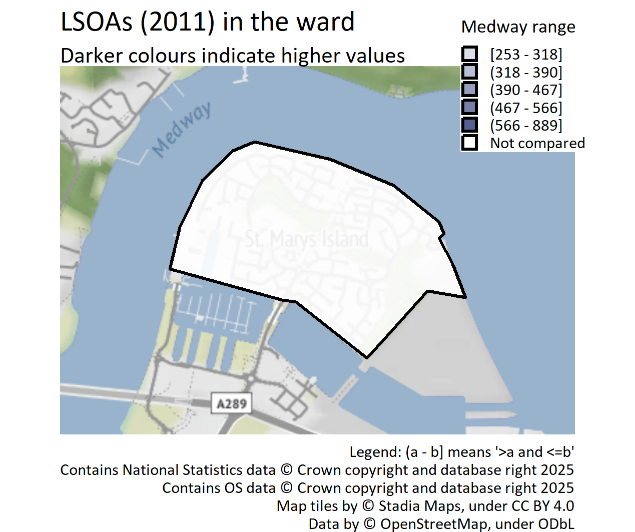 LSOAs (2011) in the ward
Darker colours indicate higher values
Medway range
[253 - 318]
(318 - 390]
(390 - 467]
(467 - 566]
(566 - 889]
Not compared
Medway
St. Marys Island
A289
Legend: (a - b] means '>a and <=b'
Contains National Statistics data © Crown copyright and database right 2025
Contains OS data © Crown copyright and database right 2025
Map tiles by © Stadia Maps, under CC BY 4.0
Data by © OpenStreetMap, under ODbL